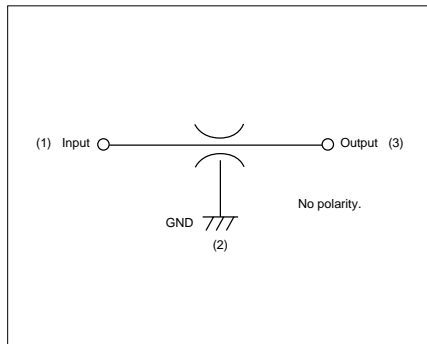 (1) Input Output (3)
No polarity.
GND
(2)